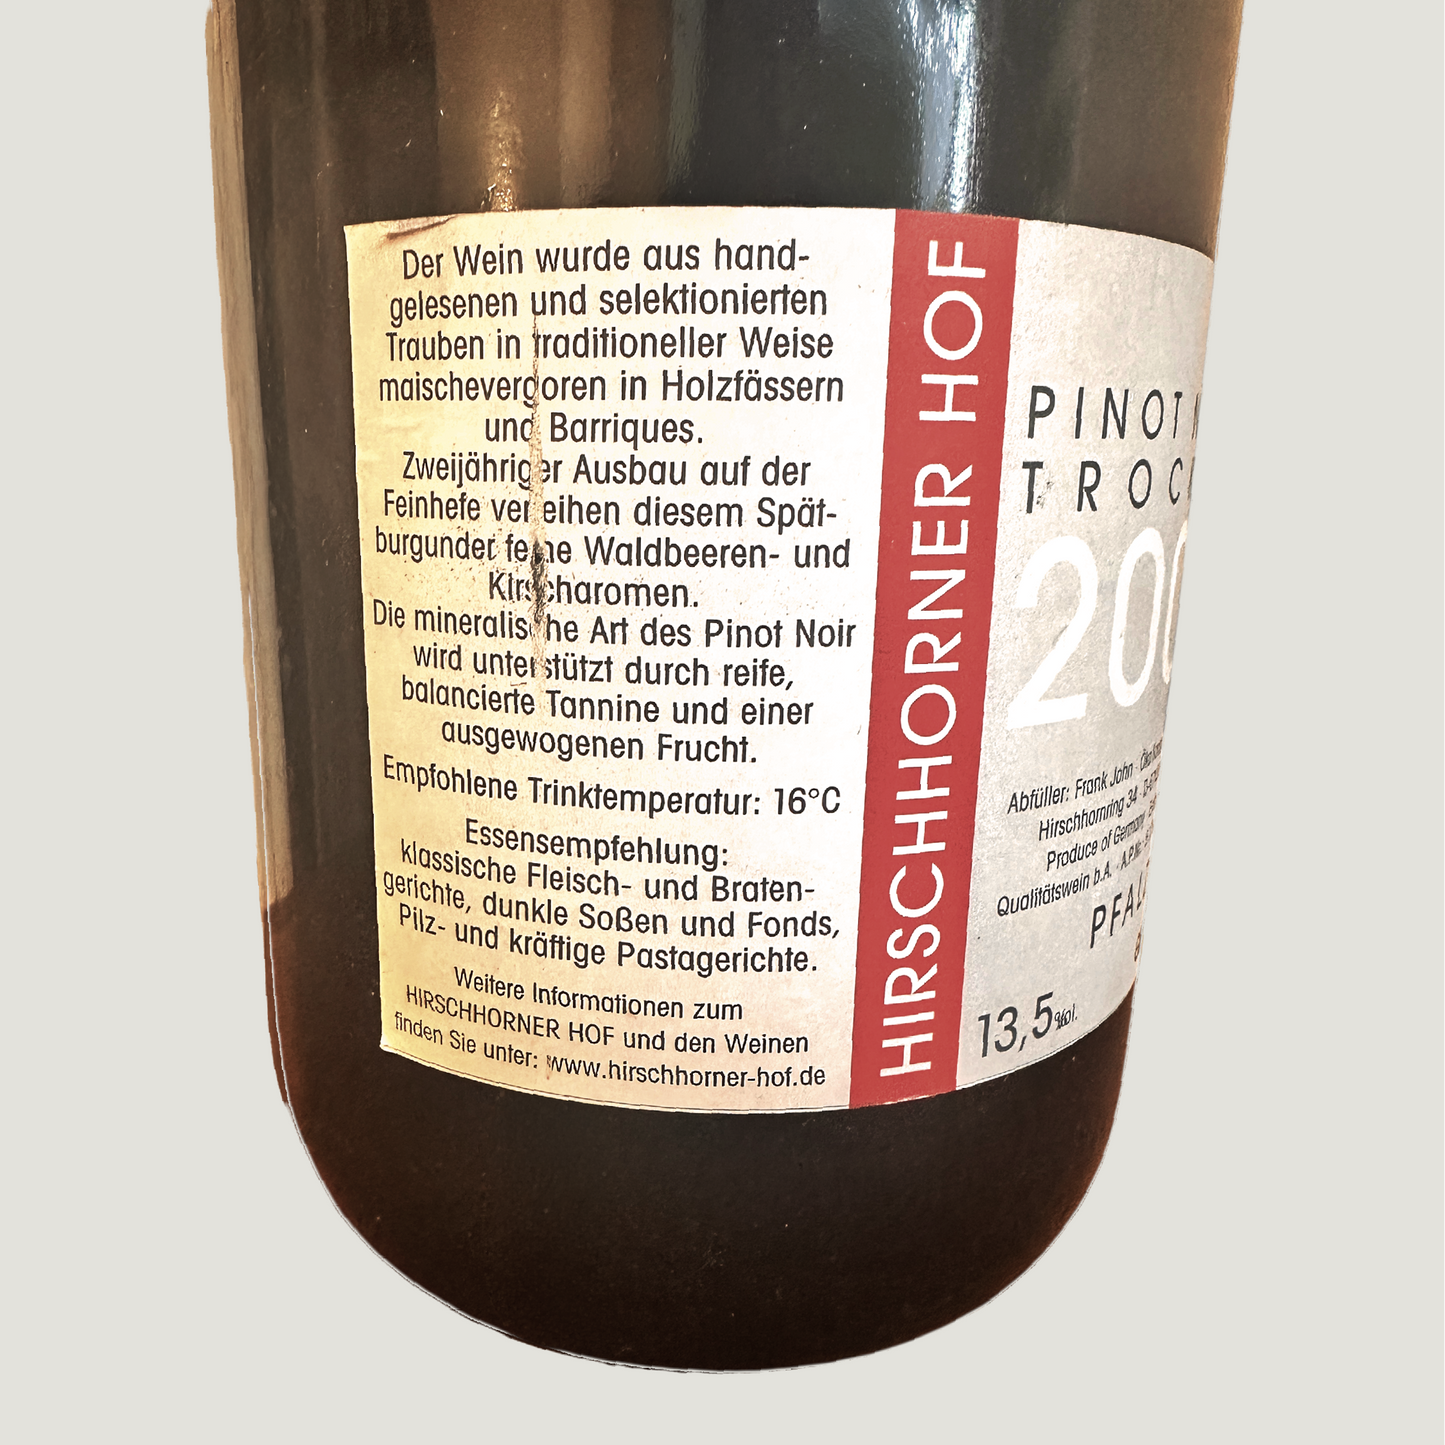 Der Wein wurde aus hand-
gelesenen und selektionierten
Trauben in traditioneller Weise
maischevergoren in Holzfässern
und Barriques.
Zweijähriger Ausbau auf der
Feinhefe verleihen diesem Spät-
burgunder feine Waldbeeren- und
Kirscharomen.
Die mineralische Art des Pinot Noir
wird unterstützt durch reife,
balancierte Tannine und einer
ausgewogenen Frucht.
Empfohlene Trinktemperatur: 16°C
Essensempfehlung:
klassische Fleisch- und Braten-
gerichte, dunkle Soßen und Fonds,
Pilz- und kräftige Pastagerichte.
Weitere Informationen zum
HIRSCHHORNER HOF und den Weinen
finden Sie unter: www.hirschhorner-hof.de
HIRSCHHORNER HOF
PINOT
TROC
200
Abfüller: Frank John ·
Hirschhornring 34 ·
Produce of Germany
Qualitätswein b.A. · A.P.Nr.
PFAL
13,5%vol.